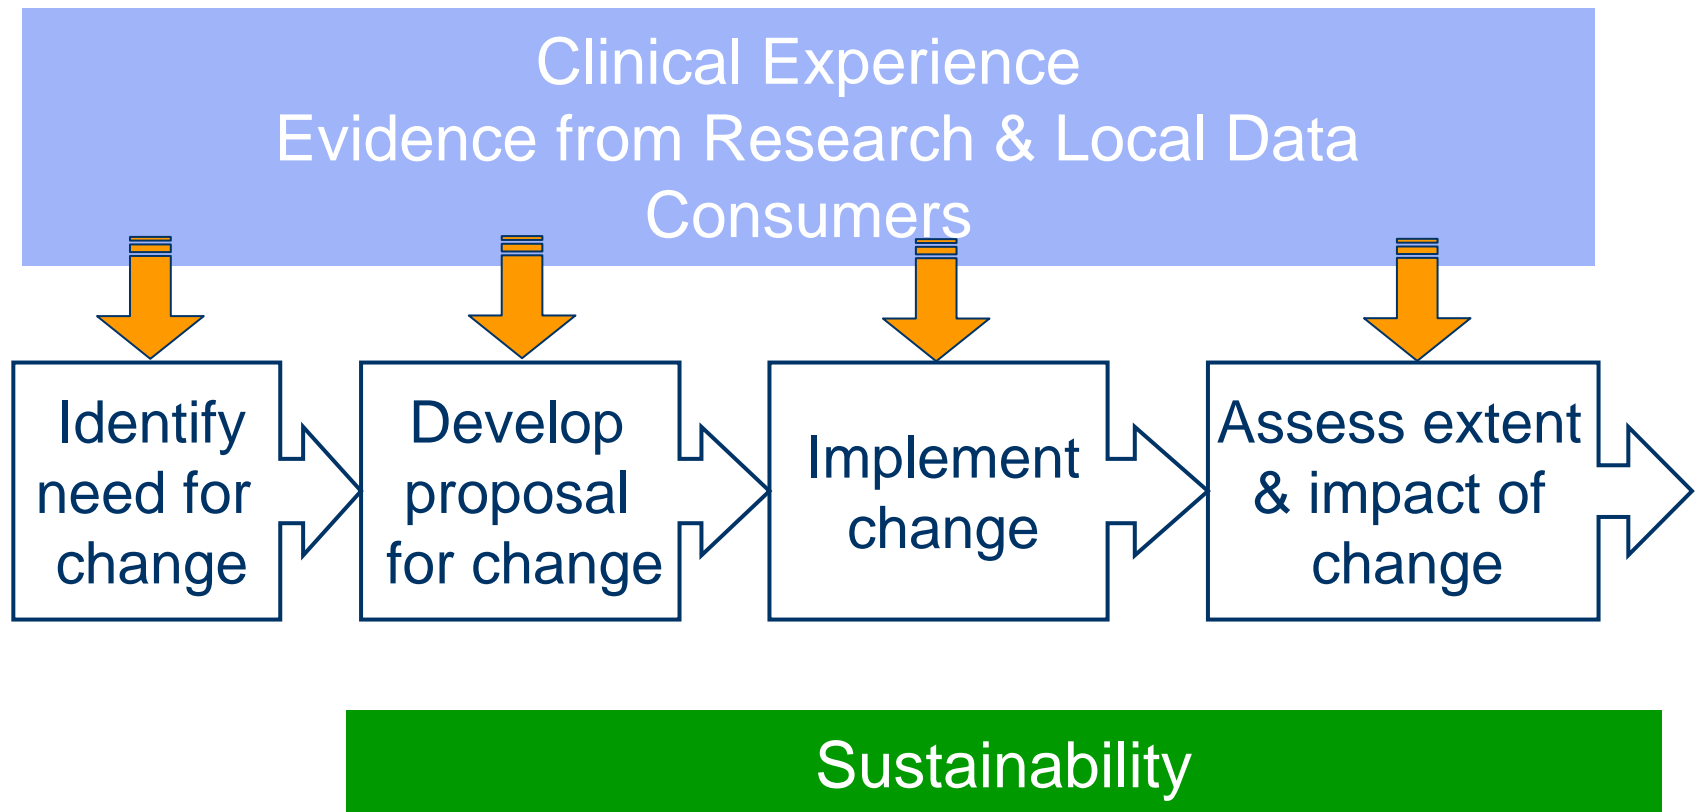 Clinical Experience
Evidence from Research & Local Data
Consumers
Identify
need for
change
Develop
proposal
for change
Implement
change
Assess extent
& impact of
change
Sustainability